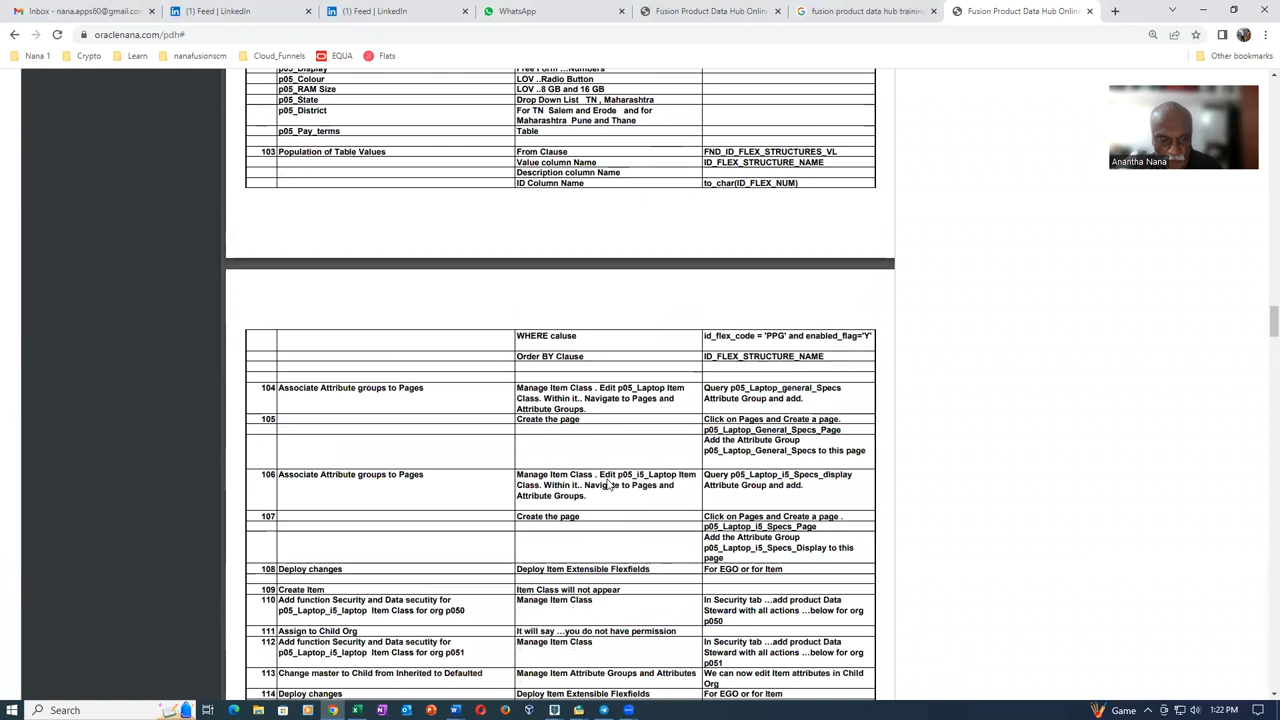 (1) Feed | LinkedIn
(1) Feed | LinkedIn
WhatsApp
Fusion Product Data Hub Onlin
fusion product data hub training
Fusion Product Data Hub Onlin
oraclenana.com/pdh#
Nana 1
Crypto
Learn
nanafusionscm
Cloud_Funnels
EQUA
Flats
Other bookmarks
p05_Display Free Form ...Numbers
p05_Colour LOV ..Radio Button
p05_RAM Size LOV ..8 GB and 16 GB
p05_State Drop Down List TN , Maharashtra
p05_District For TN Salem and Erode and for
Maharashtra Pune and Thane
p05_Pay_terms Table
103 Population of Table Values From Clause FND_ID_FLEX_STRUCTURES_VL
Value column Name ID_FLEX_STRUCTURE_NAME
Description column Name
ID Column Name to_char(ID_FLEX_NUM)
WHERE caluse id_flex_code = 'PPG' and enabled_flag='Y'
Order BY Clause ID_FLEX_STRUCTURE_NAME
104 Associate Attribute groups to Pages Manage Item Class . Edit p05_Laptop Item Query p05_Laptop_general_Specs
Class. Within it.. Navigate to Pages and Attribute Group and add.
Attribute Groups.
105 Create the page Click on Pages and Create a page.
p05_Laptop_General_Specs_Page
Add the Attribute Group
p05_Laptop_General_Specs to this page
106 Associate Attribute groups to Pages Manage Item Class . Edit p05_i5_Laptop Item Query p05_Laptop_i5_Specs_display
Class. Within it.. Navigate to Pages and Attribute Group and add.
Attribute Groups.
107 Create the page Click on Pages and Create a page .
p05_Laptop_i5_Specs_Page
Add the Attribute Group
p05_Laptop_i5_Specs_Display to this
page
108 Deploy changes Deploy Item Extensible Flexfields For EGO or for Item
109 Create Item Item Class will not appear
110 Add function Security and Data secutity for Manage Item Class In Security tab ...add product Data
p05_Laptop_i5_laptop Item Class for org p050 Steward with all actions ...below for org
p050
111 Assign to Child Org It will say ...you do not have permission
112 Add function Security and Data secutity for Manage Item Class In Security tab ...add product Data
p05_Laptop_i5_laptop Item Class for org p051 Steward with all actions ...below for org
p051
113 Change master to Child from Inherited to Defaulted Manage Item Attribute Groups and Attributes We can now edit Item attributes in Child
Org
114 Deploy changes Deploy Item Extensible Flexfields For EGO or for Item
Anantha Nana
Search
Game
1:22 PM